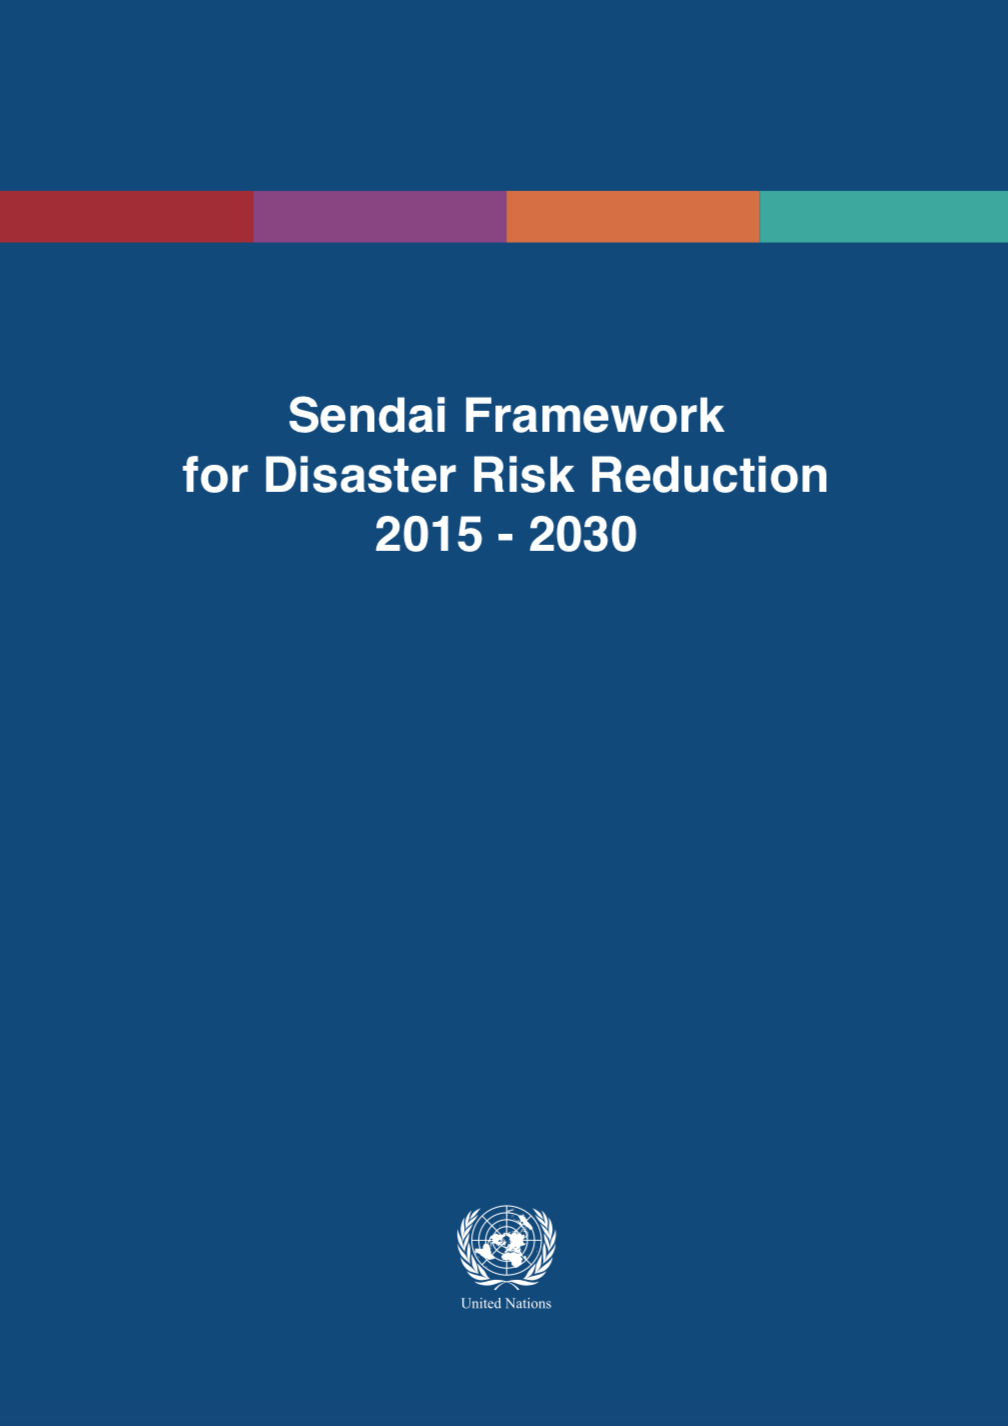 Sendai Framework
for Disaster Risk Reduction
2015 - 2030
United Nations